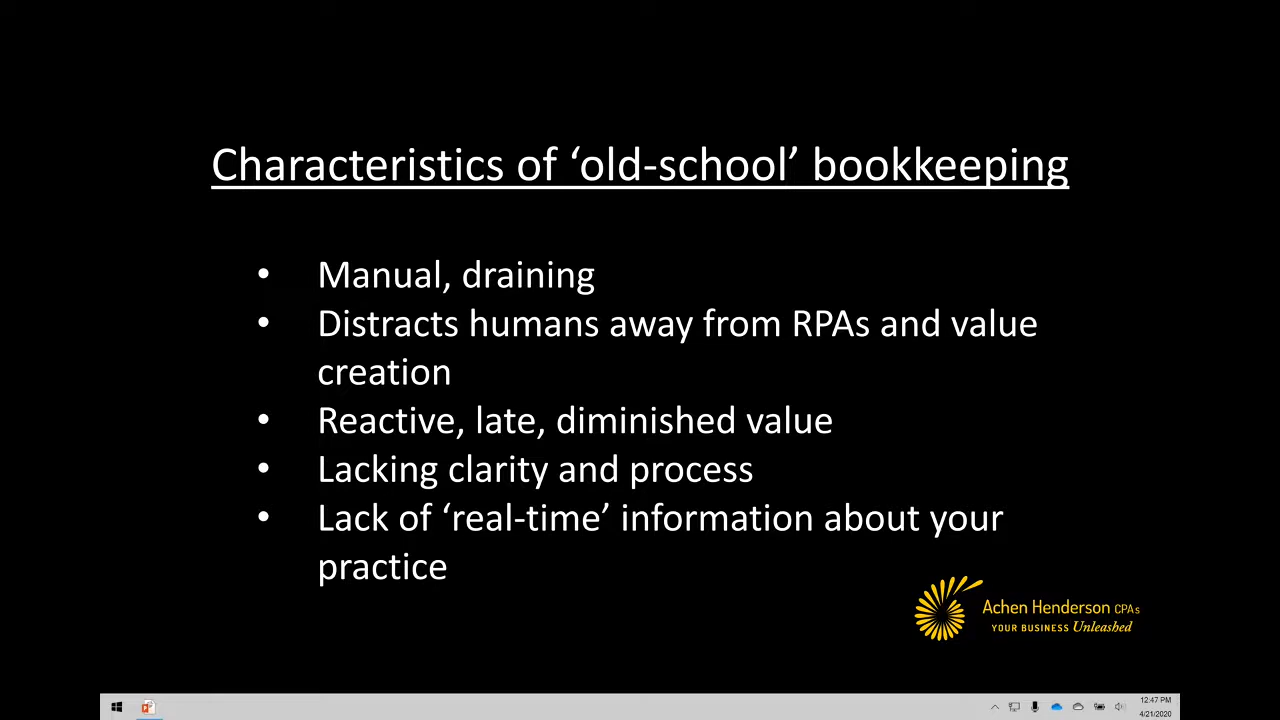 Characteristics of ‘old-school’ bookkeeping
• Manual, draining
• Distracts humans away from RPAs and value
creation
• Reactive, late, diminished value
• Lacking clarity and process
• Lack of ‘real-time’ information about your
practice
Achen Henderson CPAs
YOUR BUSINESS Unleashed
12:47 PM
4/21/2020